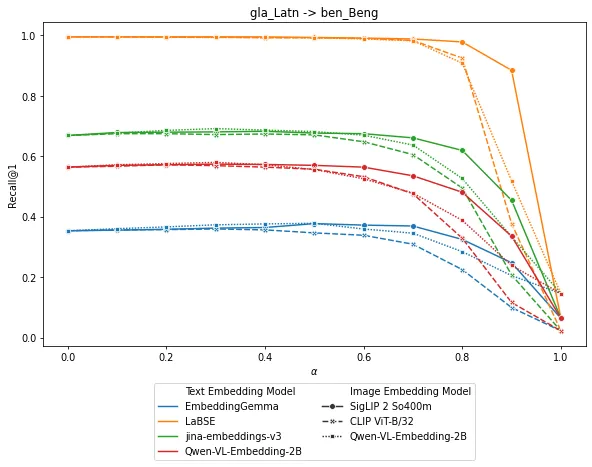 gla_Latn -> ben_Beng
Recall@1
1.0
0.8
0.6
0.4
0.2
0.0
0.0 0.2 0.4 0.6 0.8 1.0
α
Text Embedding Model
EmbeddingGemma
LaBSE
jina-embeddings-v3
Qwen-VL-Embedding-2B
Image Embedding Model
SigLIP 2 So400m
CLIP ViT-B/32
Qwen-VL-Embedding-2B